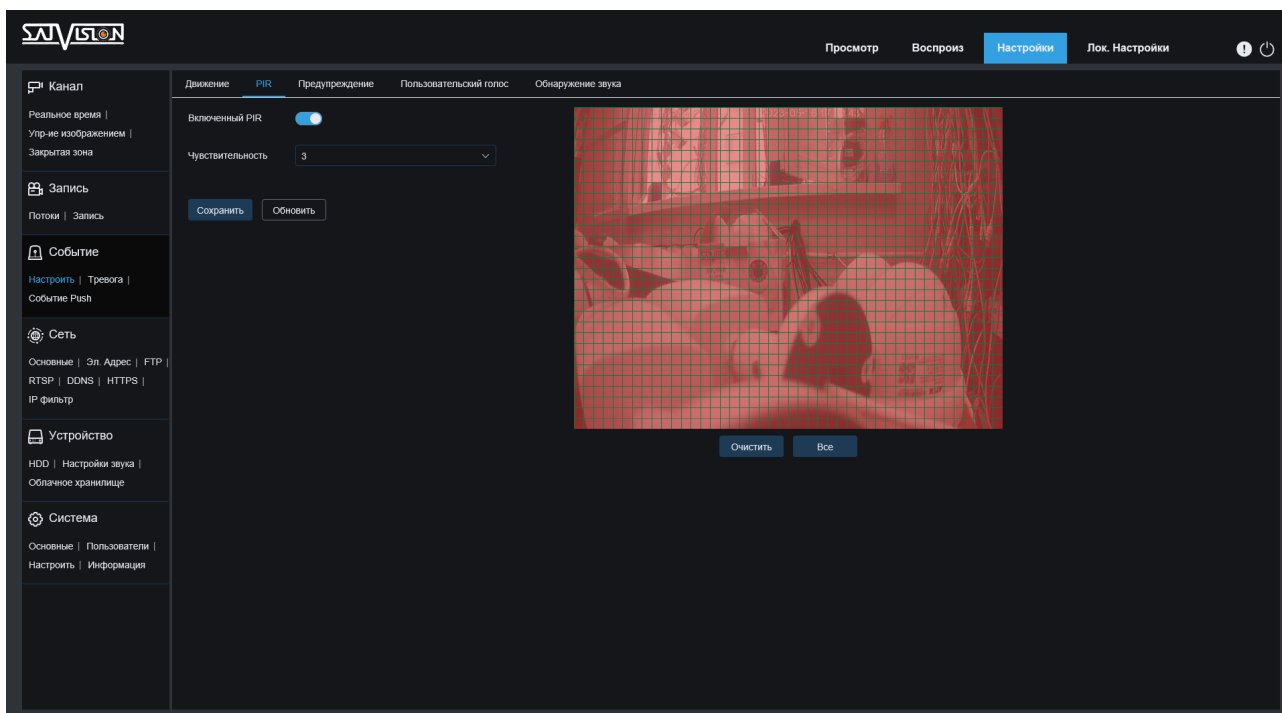 SATVISION
Просмотр Воспроиз Настройки Лок. Настройки
Канал
Реальное время |
Упр-ие изображением |
Закрытая зона
Запись
Потоки | Запись
Событие
Настроить | Тревога |
Событие Push
Сеть
Основные | Эл. Адрес | FTP |
RTSP | DDNS | HTTPS |
IP фильтр
Устройство
HDD | Настройки звука |
Облачное хранилище
Система
Основные | Пользователи |
Настроить | Информация
Движение PIR Предупреждение Пользовательский голос Обнаружение звука
Включенный PIR
Чувствительность 3
Сохранить Обновить
Очистить Все